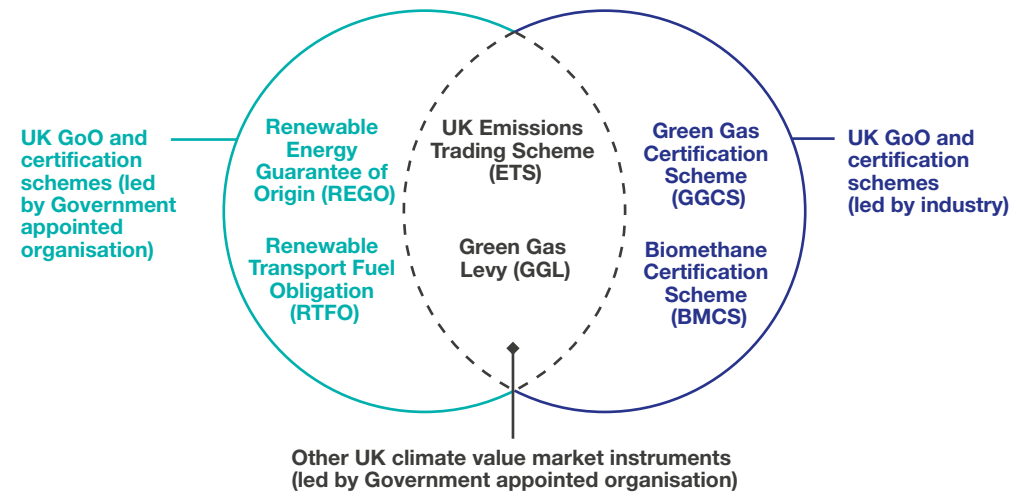 UK GoO and
certification
schemes (led
by Government
appointed
organisation)
Renewable
Energy
Guarantee of
Origin (REGO)
Renewable
Transport Fuel
Obligation
(RTFO)
UK Emissions
Trading Scheme
(ETS)
Green Gas
Levy (GGL)
Green Gas
Certification
Scheme
(GGCS)
Biomethane
Certification
Scheme
(BMCS)
UK GoO and
certification
schemes
(led by industry)
Other UK climate value market instruments
(led by Government appointed organisation)